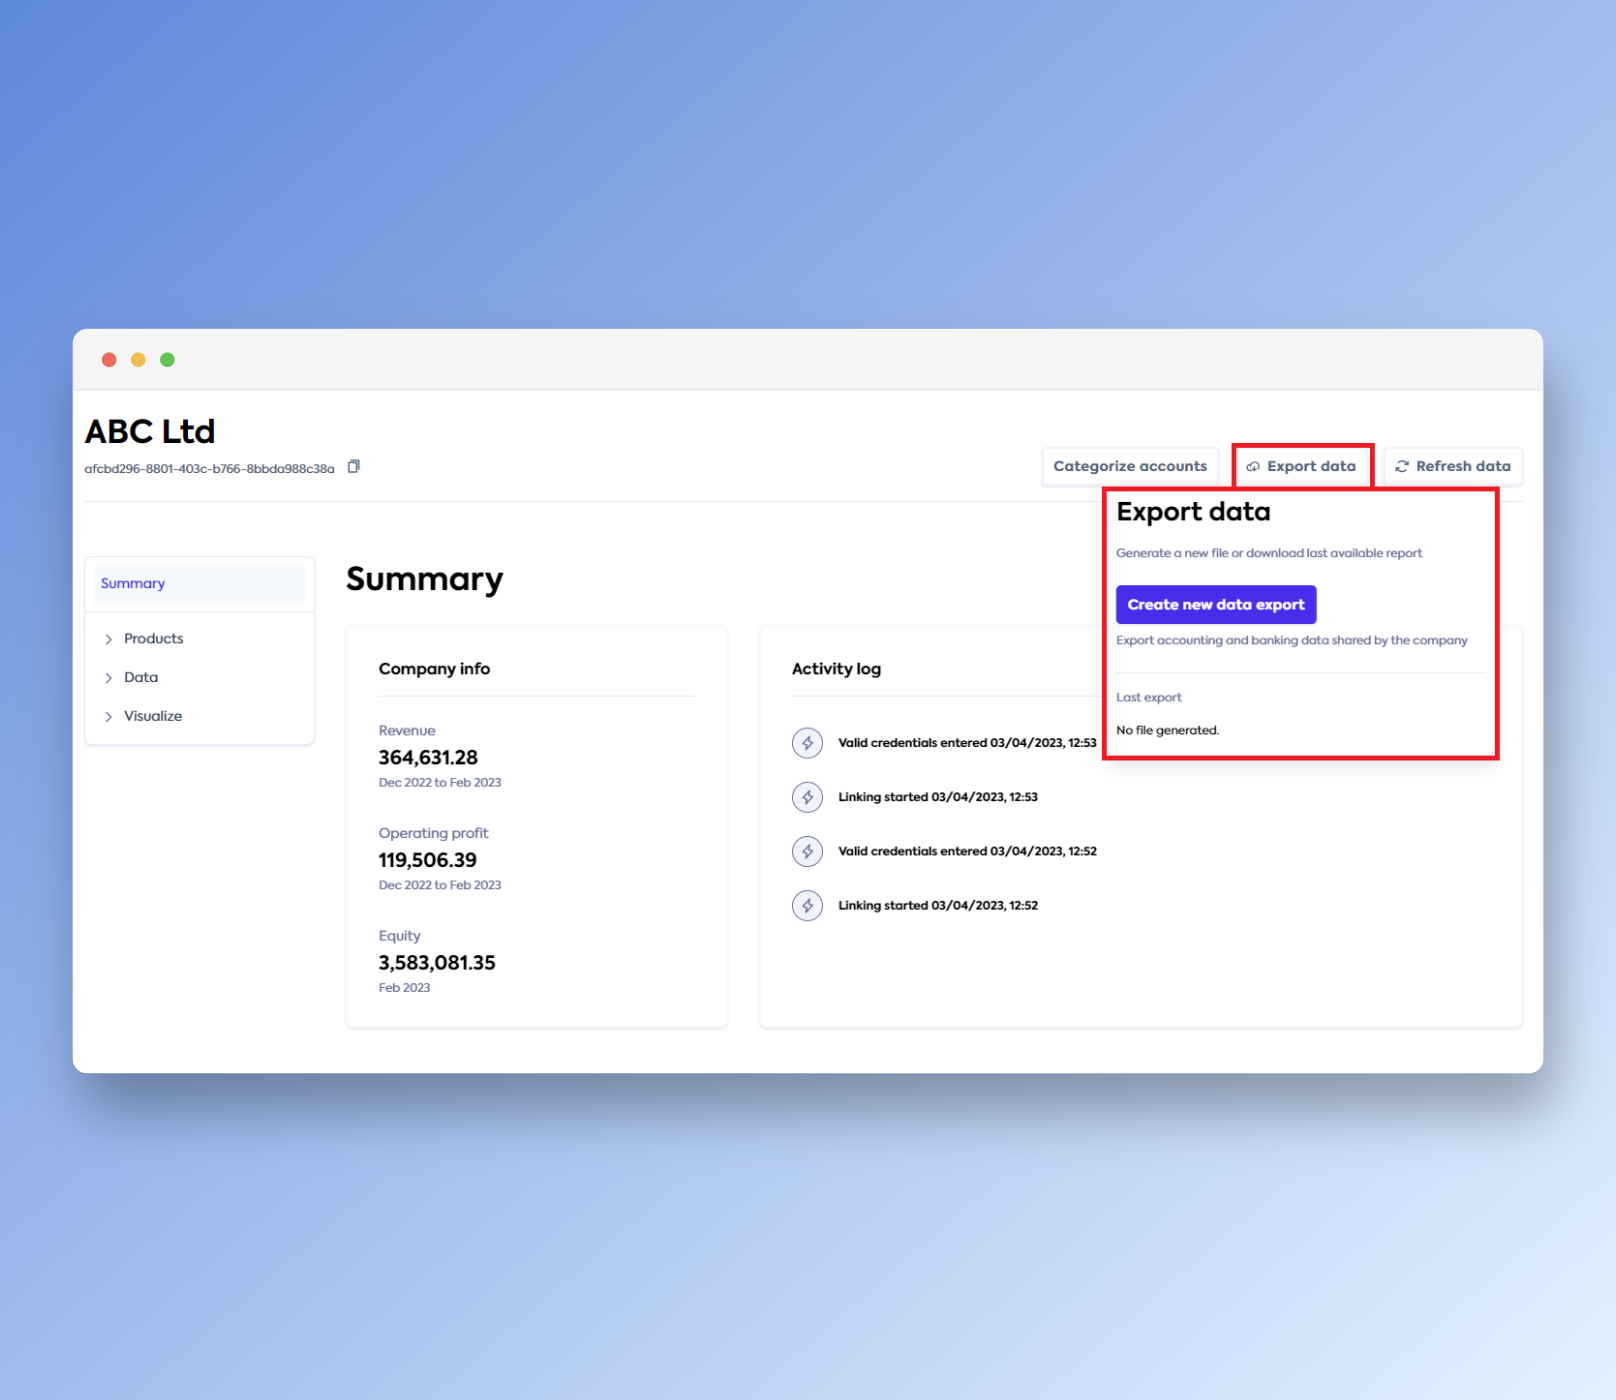 ABC Ltd
afcbd296-8801-403c-b766-8bbda988c38a
Categorize accounts
Export data
Refresh data
Export data
Generate a new file or download last available report
Create new data export
Export accounting and banking data shared by the company
Last export
No file generated.
Summary
Products
Data
Visualize
Summary
Company info
Revenue
364,631.28
Dec 2022 to Feb 2023
Operating profit
119,506.39
Dec 2022 to Feb 2023
Equity
3,583,081.35
Feb 2023
Activity log
Valid credentials entered 03/04/2023, 12:53
Linking started 03/04/2023, 12:53
Valid credentials entered 03/04/2023, 12:52
Linking started 03/04/2023, 12:52